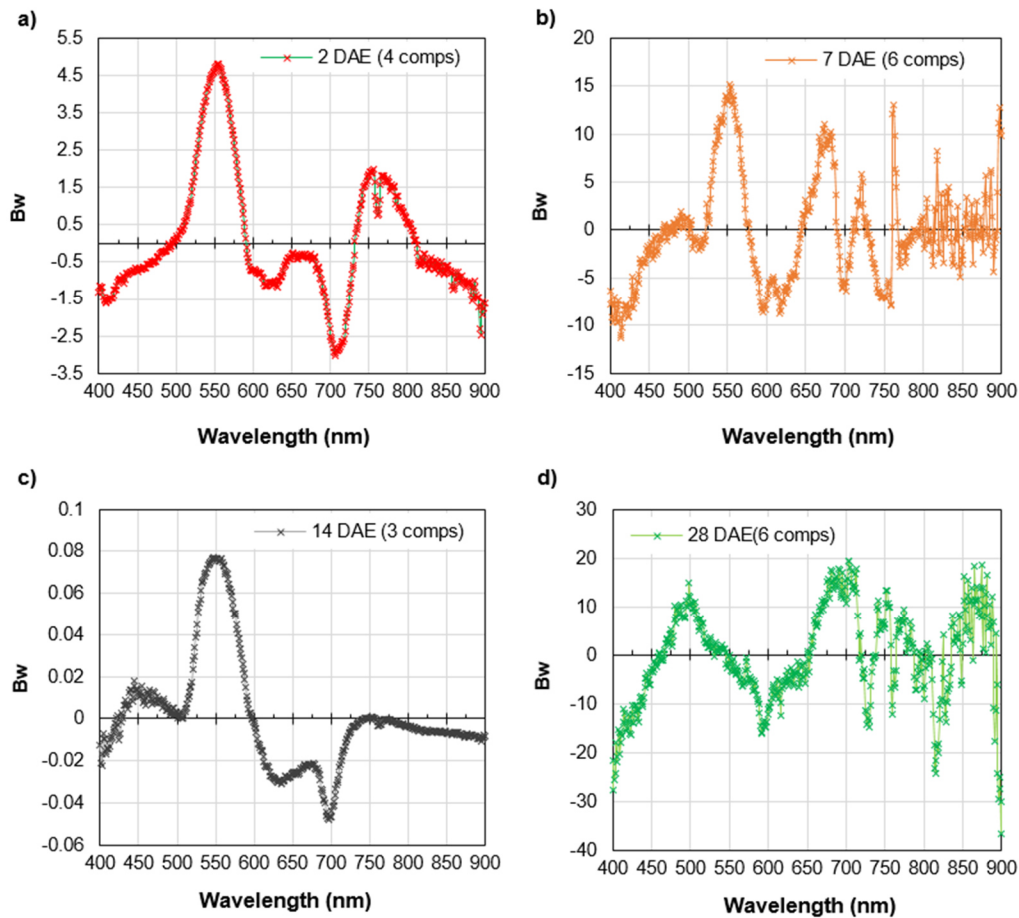 a)
5.5
4.5
3.5
2.5
1.5
0.5
-0.5
-1.5
-2.5
-3.5
Bw
2 DAE (4 comps)
400 450 500 550 600 650 700 750 800 850 900
Wavelength (nm)
b)
20
15
10
5
0
-5
-10
-15
Bw
7 DAE (6 comps)
400 450 500 550 600 650 700 750 800 850 900
Wavelength (nm)
c)
0.1
0.08
0.06
0.04
0.02
0
-0.02
-0.04
-0.06
Bw
14 DAE (3 comps)
400 450 500 550 600 650 700 750 800 850 900
Wavelength (nm)
d)
30
20
10
0
-10
-20
-30
-40
Bw
28 DAE(6 comps)
400 450 500 550 600 650 700 750 800 850 900
Wavelength (nm)